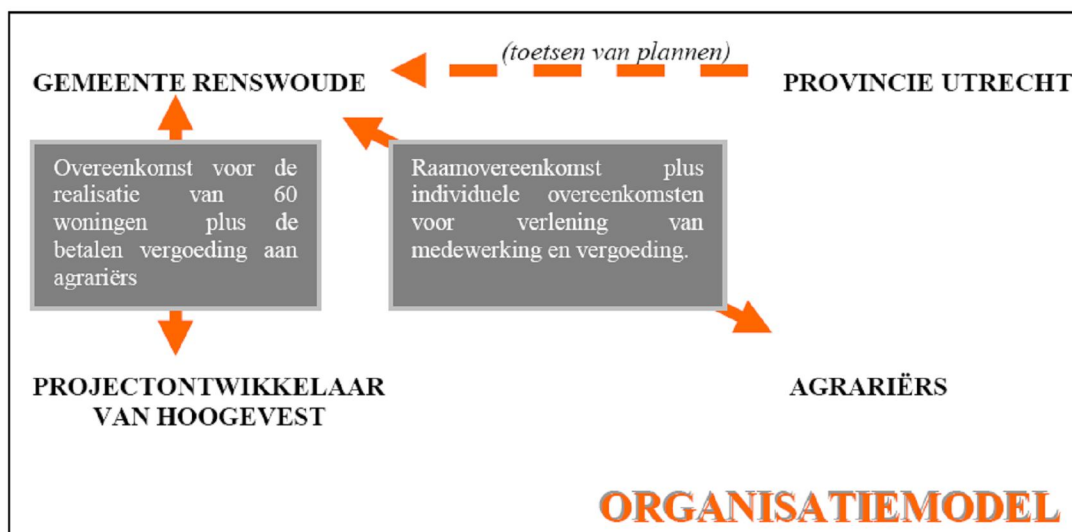 (toetsen van plannen)
GEMEENTE RENSWOUDE
PROVINCIE UTRECHT
Overeenkomst voor de
realisatie van 60
woningen plus de
betalen vergoeding aan
agrariërs
Raamovereenkomst plus
individuele overeenkomsten
voor verlening van
medewerking en vergoeding.
PROJECTONTWIKKELAAR
VAN HOOGEVEST
AGRARIËRS
ORGANISATIEMODEL